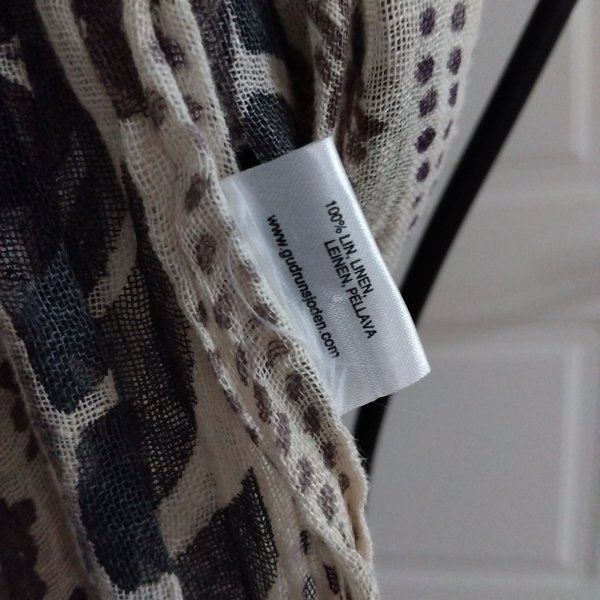 100% LIN, LINEN,
LEINEN, PELLAVA
www.gudrunsjoden.com